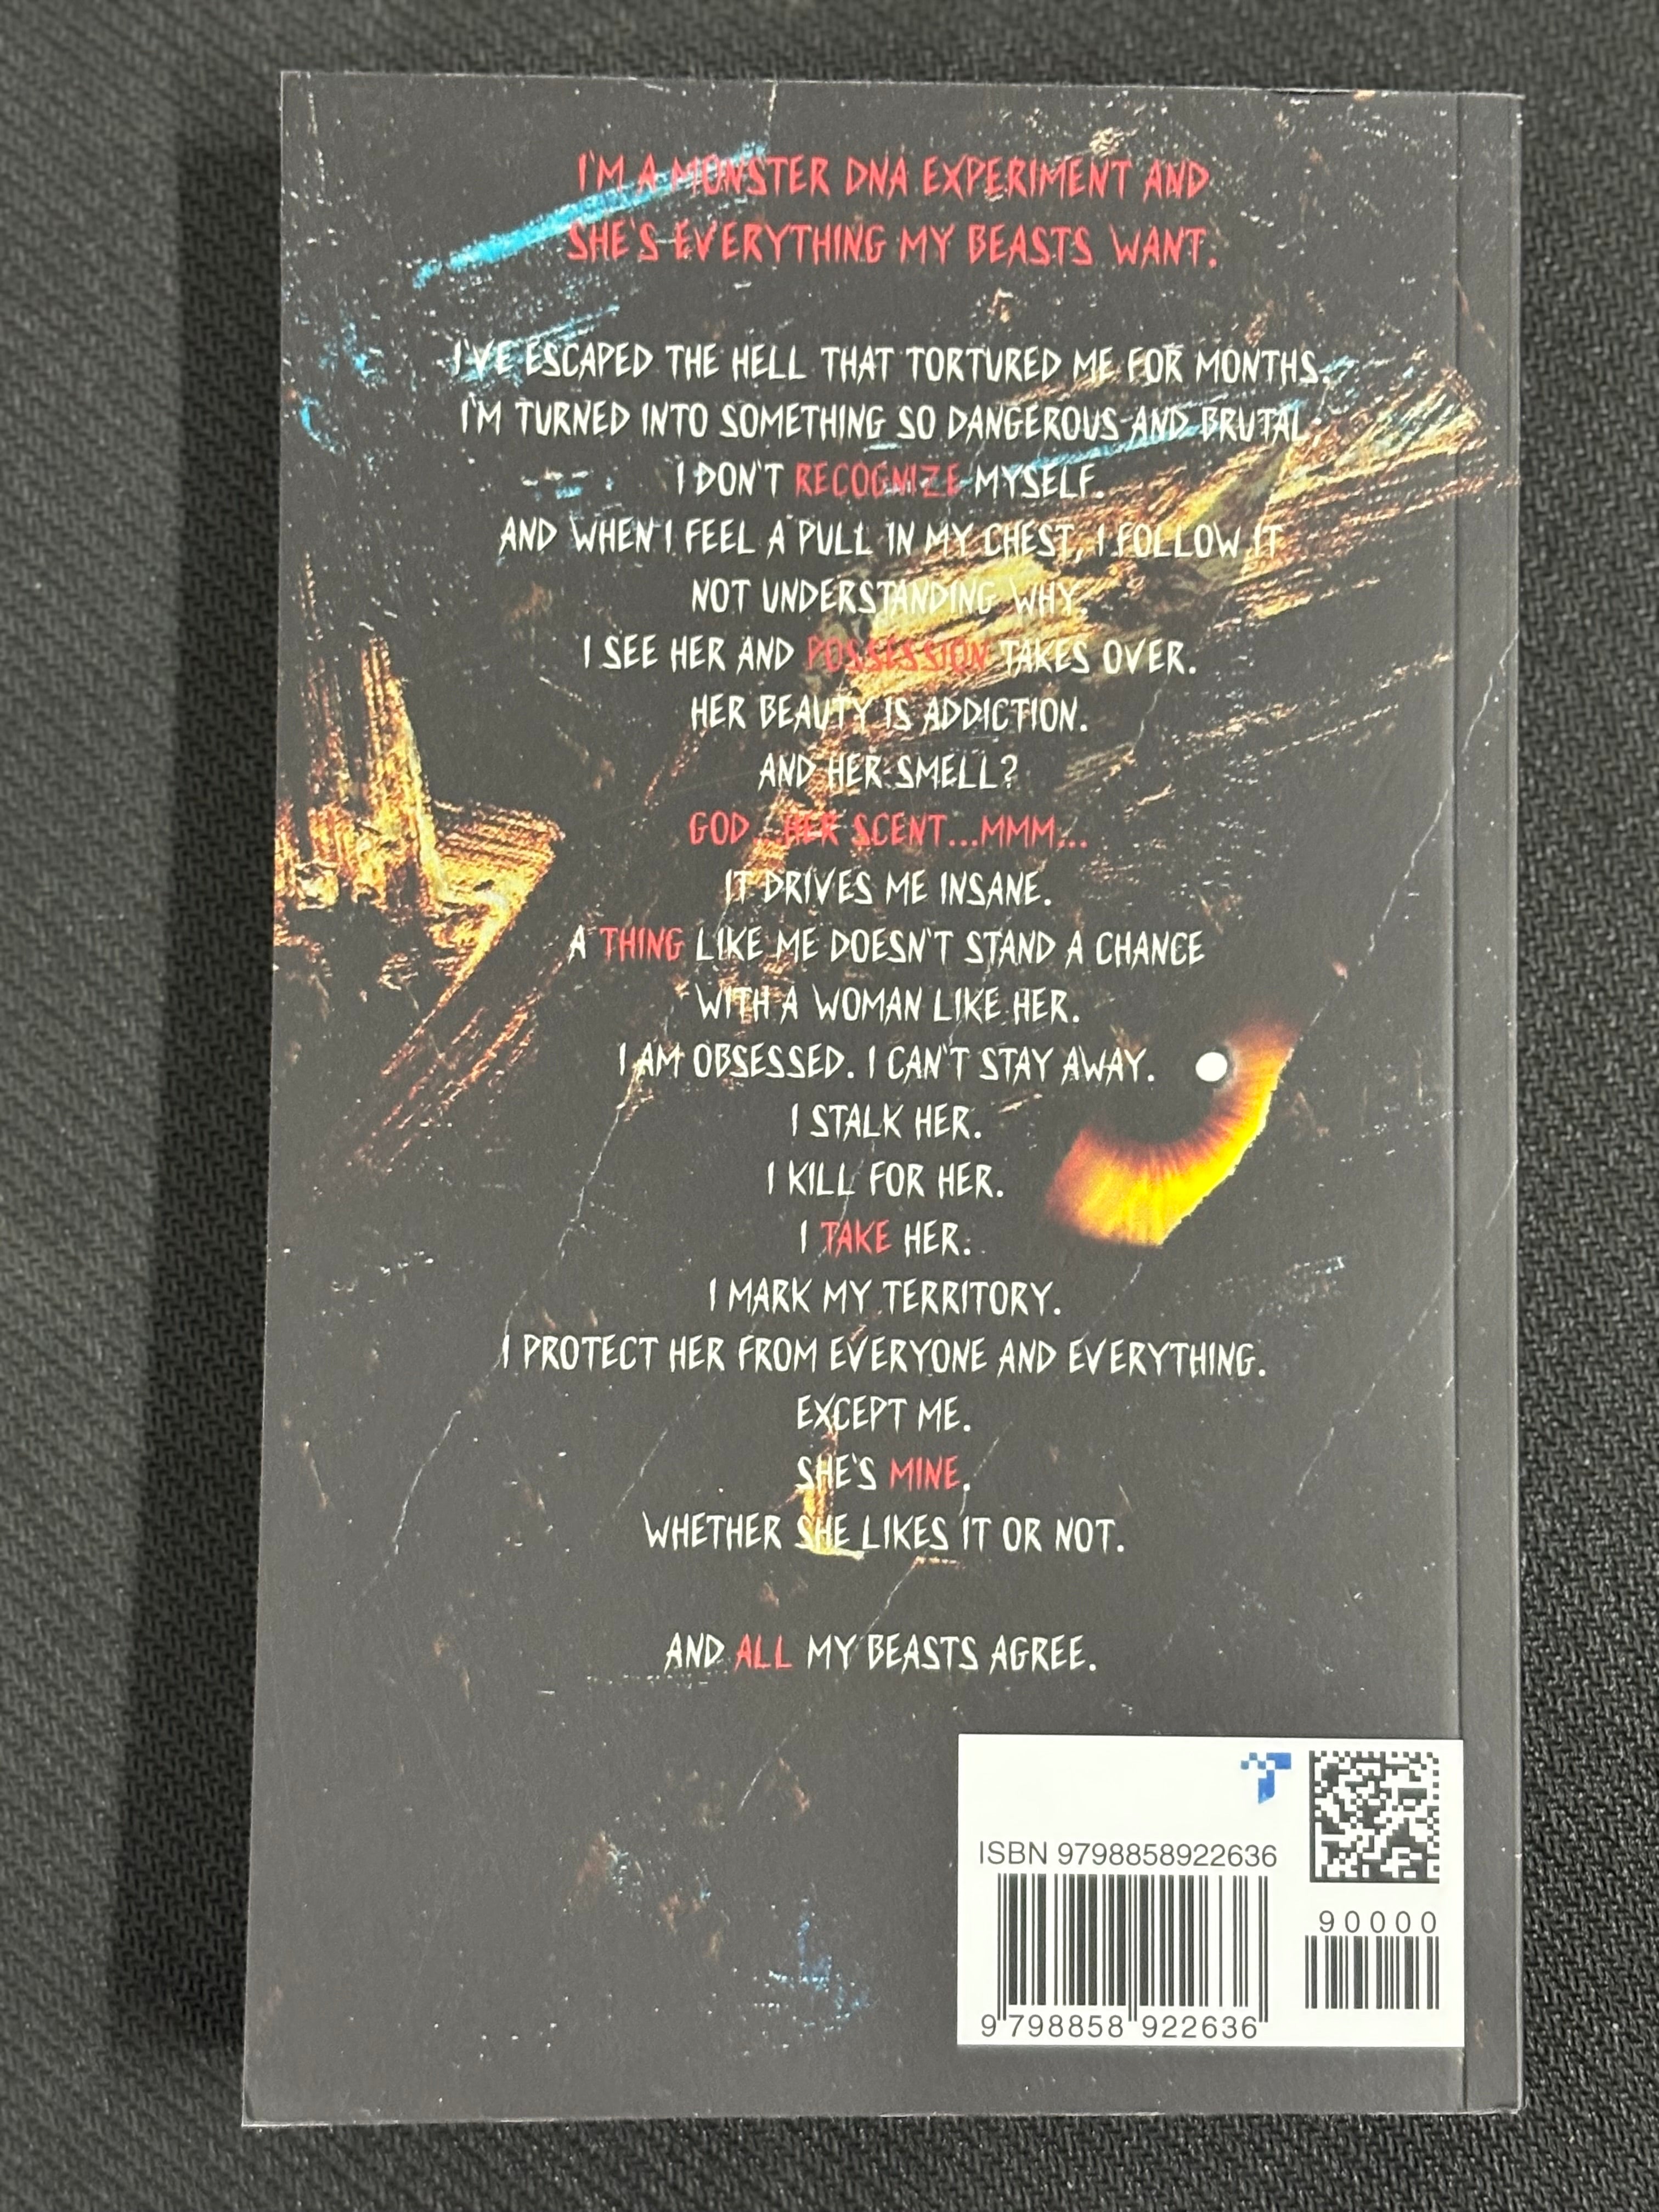 I'M A MONSTER DNA EXPERIMENT AND
SHE'S EVERYTHING MY BEASTS WANT.
I'VE ESCAPED THE HELL THAT TORTURED ME FOR MONTHS.
I'M TURNED INTO SOMETHING SO DANGEROUS AND BRUTAL,
I DON'T RECOGNIZE MYSELF.
AND WHEN I FEEL A PULL IN MY CHEST, I FOLLOW IT
NOT UNDERSTANDING WHY.
I SEE HER AND POSSESSION TAKES OVER.
HER BEAUTY IS ADDICTION.
AND HER SMELL?
GOD...HER SCENT...MMM...
IT DRIVES ME INSANE.
A THING LIKE ME DOESN'T STAND A CHANCE
WITH A WOMAN LIKE HER.
I AM OBSESSED. I CAN'T STAY AWAY.
I STALK HER.
I KILL FOR HER.
I TAKE HER.
I MARK MY TERRITORY.
I PROTECT HER FROM EVERYONE AND EVERYTHING.
EXCEPT ME.
SHE'S MINE.
WHETHER SHE LIKES IT OR NOT.
AND ALL MY BEASTS AGREE.
ISBN 9798858922636
90000
9 798858 922636